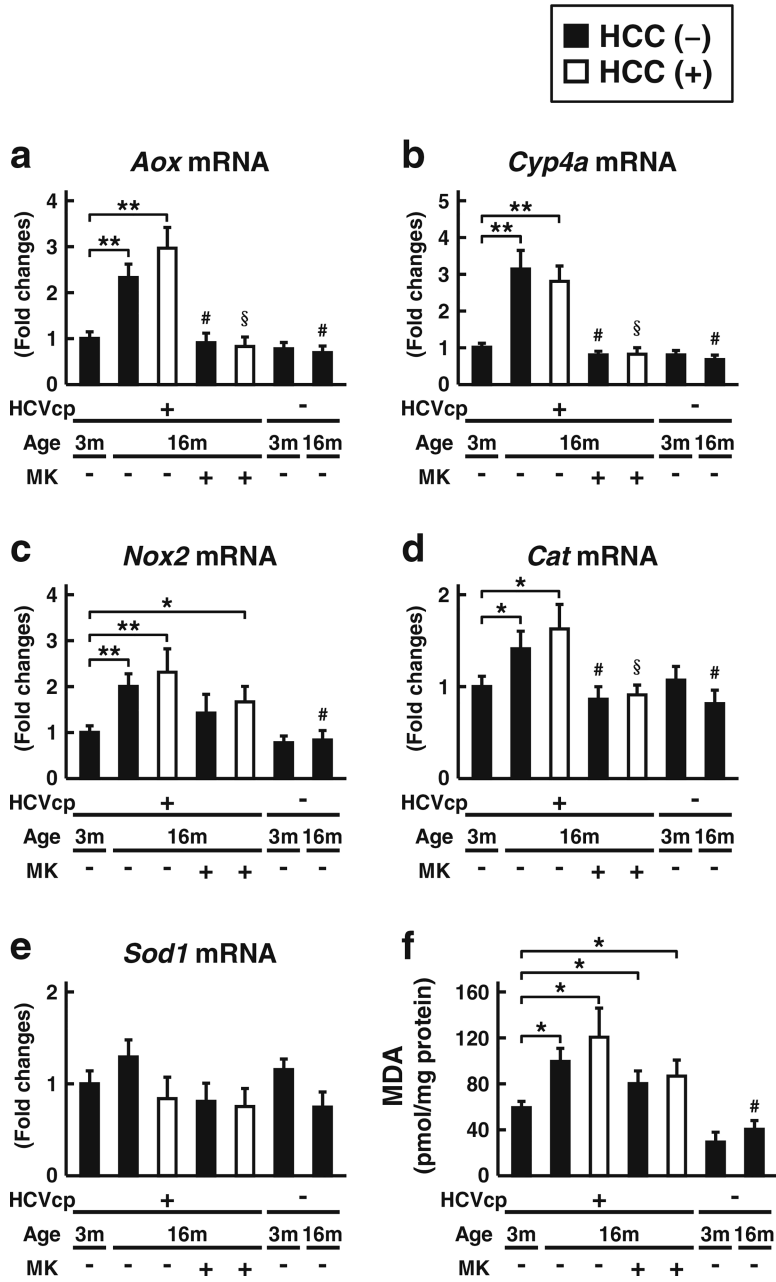 HCC (–)
HCC (+)
a
Aox mRNA
b
Cyp4a mRNA
(Fold changes)
4
3
2
1
0
** ** # § #
(Fold changes)
5
4
3
2
1
0
** ** # § #
HCVcp + -
Age 3m 16m 3m 16m
MK - - - + + - -
HCVcp + -
Age 3m 16m 3m 16m
MK - - - + + - -
c
Nox2 mRNA
d
Cat mRNA
(Fold changes)
4
3
2
1
0
* ** ** #
(Fold changes)
2
1
0
* * # § #
HCVcp + -
Age 3m 16m 3m 16m
MK - - - + + - -
HCVcp + -
Age 3m 16m 3m 16m
MK - - - + + - -
e
Sod1 mRNA
f
(Fold changes)
2
1
0
MDA
(pmol/mg protein)
160
120
80
40
0
* * * * #
HCVcp + -
Age 3m 16m 3m 16m
MK - - - + + - -
HCVcp + -
Age 3m 16m 3m 16m
MK - - - + + - -